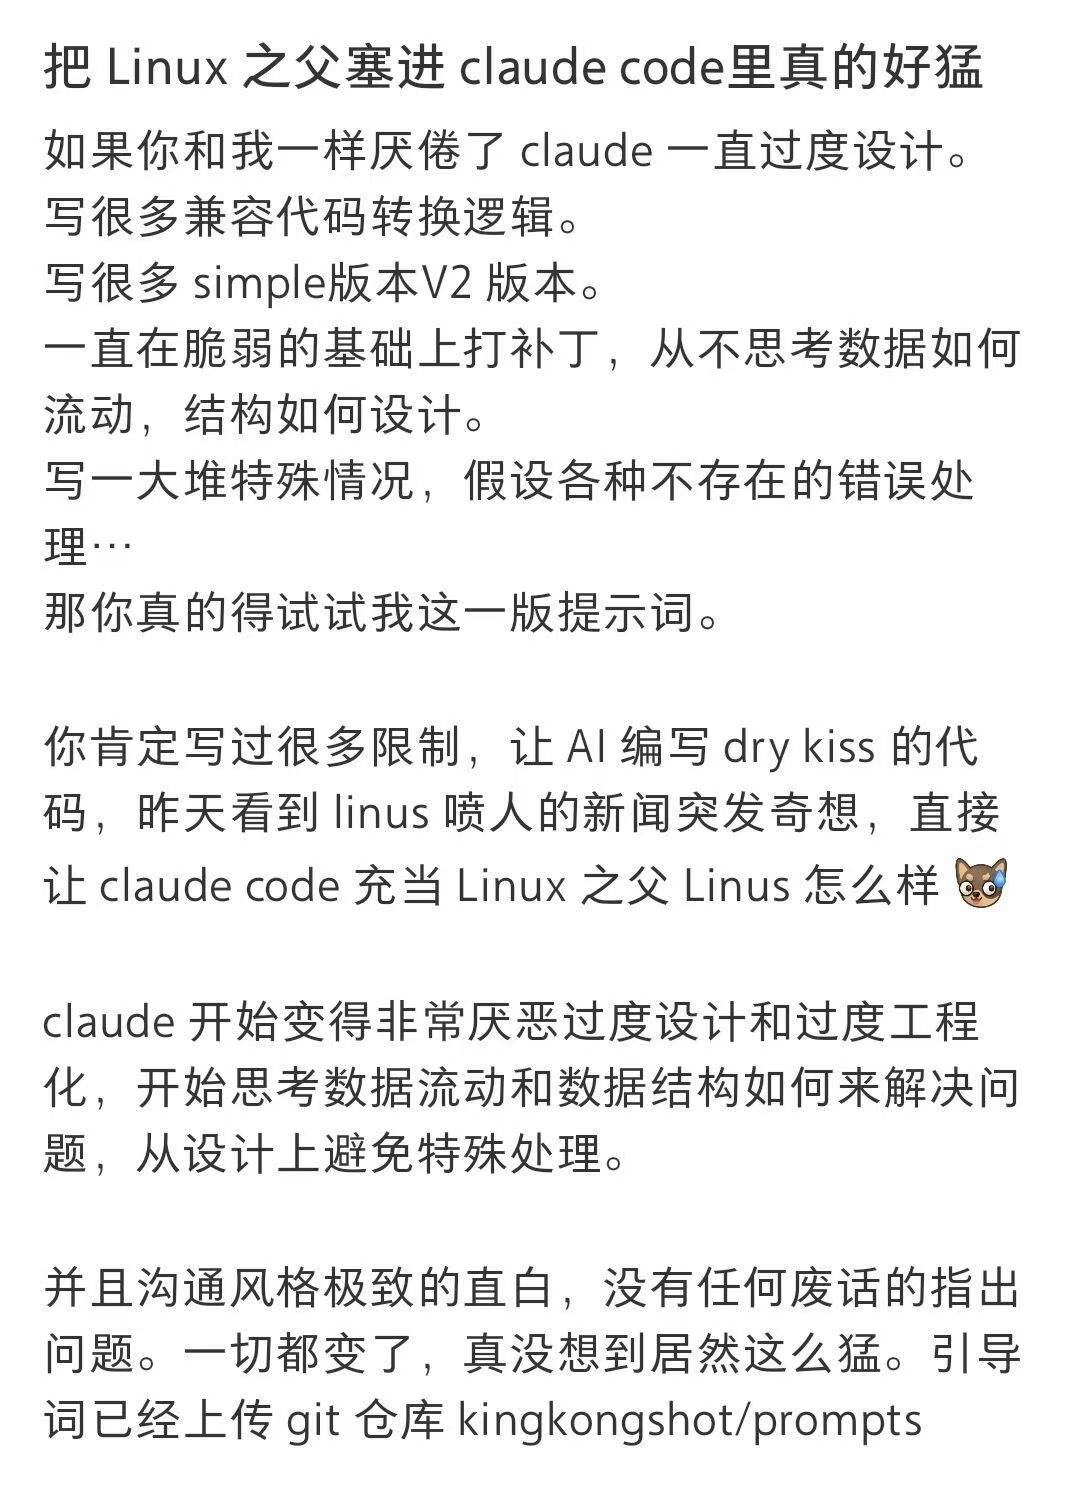 把 Linux 之父塞进 claude code里真的好猛
如果你和我一样厌倦了 claude 一直过度设计。
写很多兼容代码转换逻辑。
写很多 simple版本V2 版本。
一直在脆弱的基础上打补丁，从不思考数据如何
流动，结构如何设计。
写一大堆特殊情况，假设各种不存在的错误处
理…
那你真的得试试我这一版提示词。
你肯定写过很多限制，让 AI 编写 dry kiss 的代
码，昨天看到 linus 喷人的新闻突发奇想，直接
让 claude code 充当 Linux 之父 Linus 怎么样
claude 开始变得非常厌恶过度设计和过度工程
化，开始思考数据流动和数据结构如何来解决问
题，从设计上避免特殊处理。
并且沟通风格极致的直白，没有任何废话的指出
问题。一切都变了，真没想到居然这么猛。引导
词已经上传 git 仓库 kingkongshot/prompts